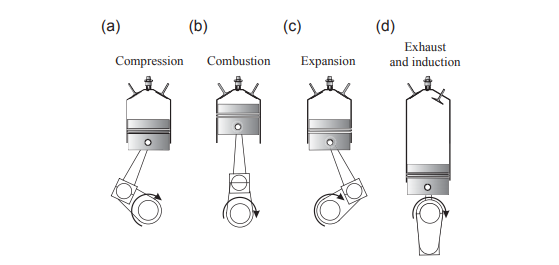 (a)
Compression
(b)
Combustion
(c)
Expansion
(d)
Exhaust
and induction